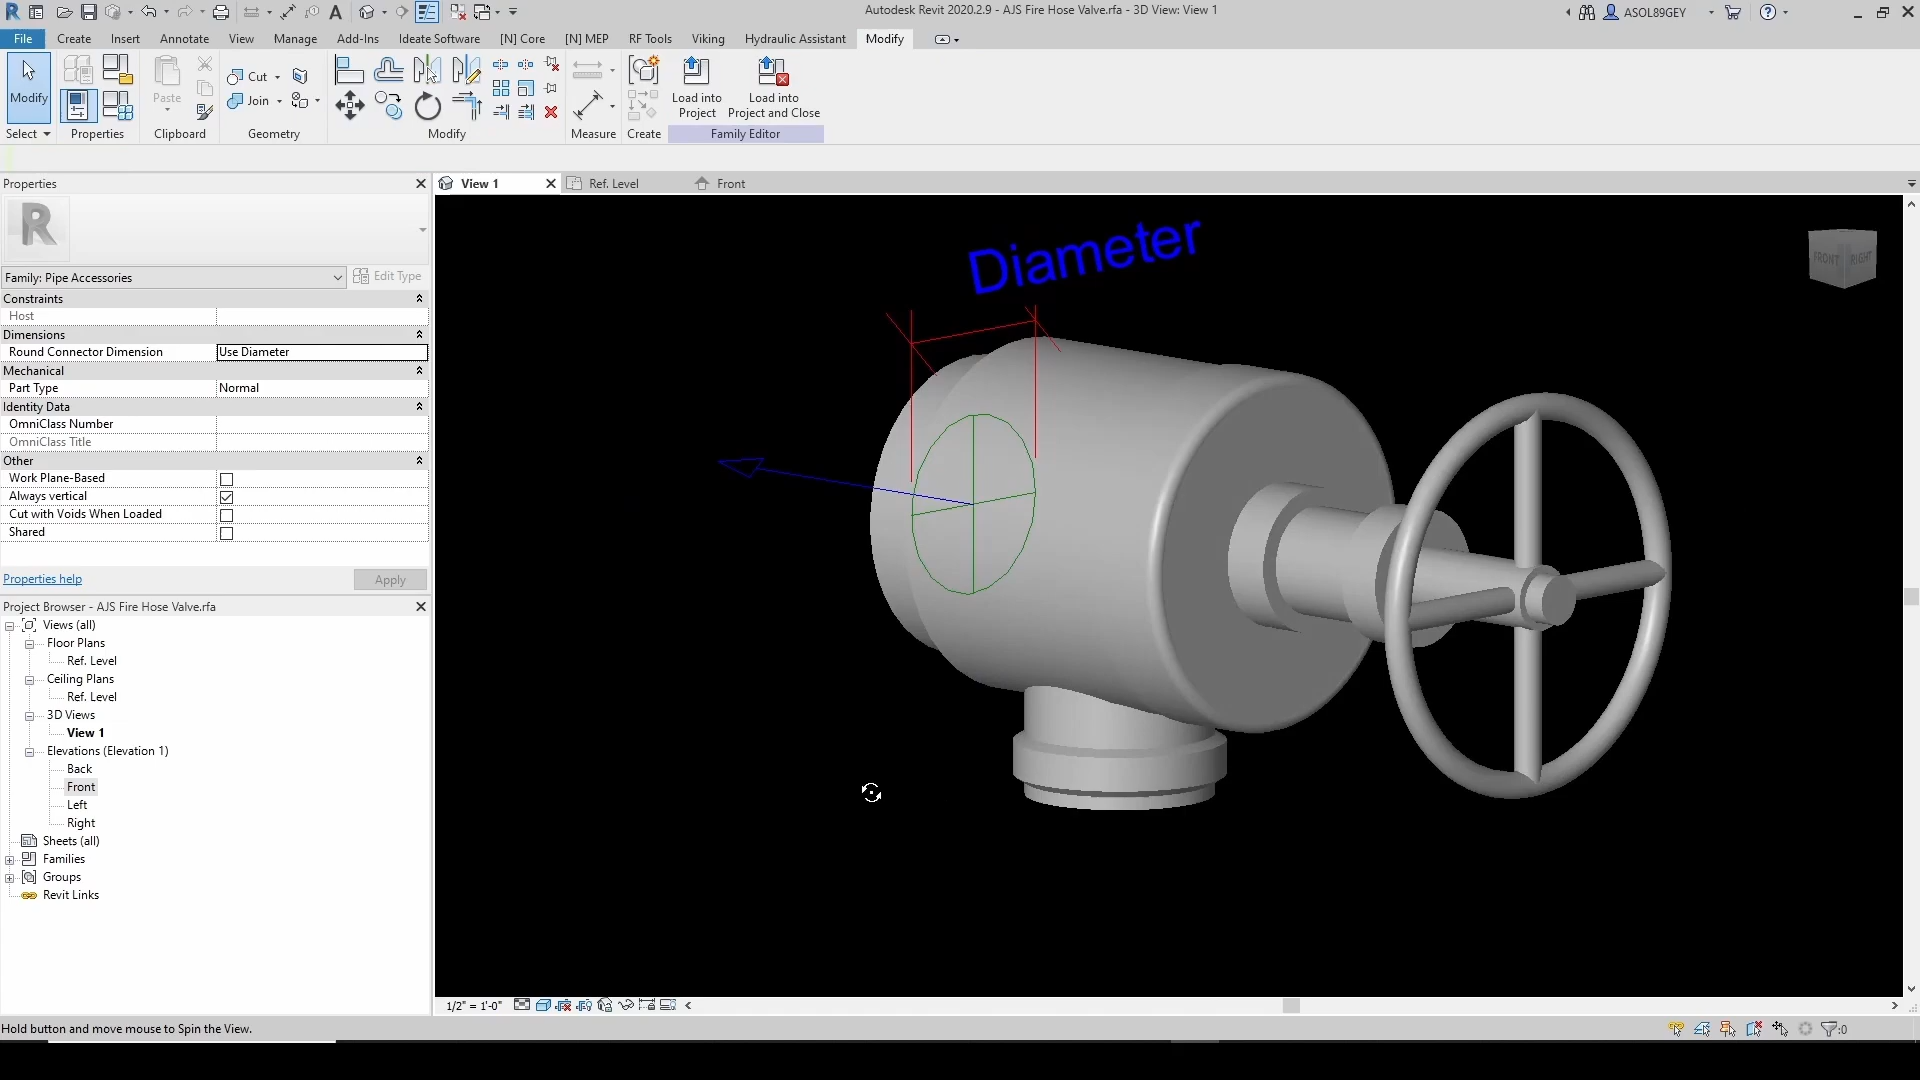 Autodesk Revit 2020.2.9 - AJS Fire Hose Valve.rfa - 3D View: View 1
ASOL89GEY
File Create Insert Annotate View Manage Add-Ins Ideate Software [N] Core [N] MEP RF Tools Viking Hydraulic Assistant Modify
Modify
Paste
Cut
Join
Load into Project
Load into Project and Close
Select Properties Clipboard Geometry Modify Measure Create Family Editor
Properties
View 1
Ref. Level
Front
Family: Pipe Accessories
Edit Type
Constraints
Host
Dimensions
Round Connector Dimension Use Diameter
Mechanical
Part Type Normal
Identity Data
OmniClass Number
OmniClass Title
Other
Work Plane-Based
Always vertical
Cut with Voids When Loaded
Shared
Properties help
Apply
Diameter
FRONT RIGHT
Project Browser - AJS Fire Hose Valve.rfa
Views (all)
Floor Plans
Ref. Level
Ceiling Plans
Ref. Level
3D Views
View 1
Elevations (Elevation 1)
Back
Front
Left
Right
Sheets (all)
Families
Groups
Revit Links
1/2" = 1'-0"
Hold button and move mouse to Spin the View.
:0